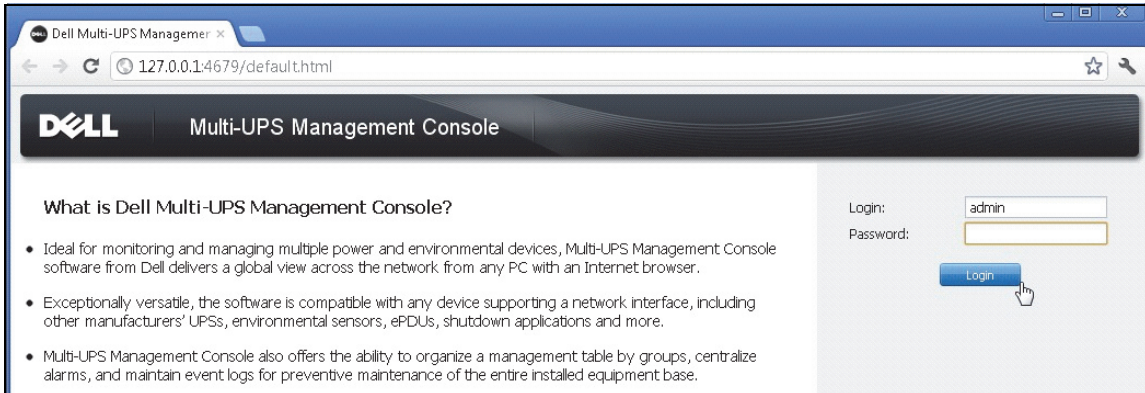 Dell Multi-UPS Managemer
127.0.0.1:4679/default.html
DELL
Multi-UPS Management Console
What is Dell Multi-UPS Management Console?
• Ideal for monitoring and managing multiple power and environmental devices, Multi-UPS Management Console
software from Dell delivers a global view across the network from any PC with an Internet browser.
• Exceptionally versatile, the software is compatible with any device supporting a network interface, including
other manufacturers' UPSs, environmental sensors, ePDUs, shutdown applications and more.
• Multi-UPS Management Console also offers the ability to organize a management table by groups, centralize
alarms, and maintain event logs for preventive maintenance of the entire installed equipment base.
Login: admin
Password:
Login